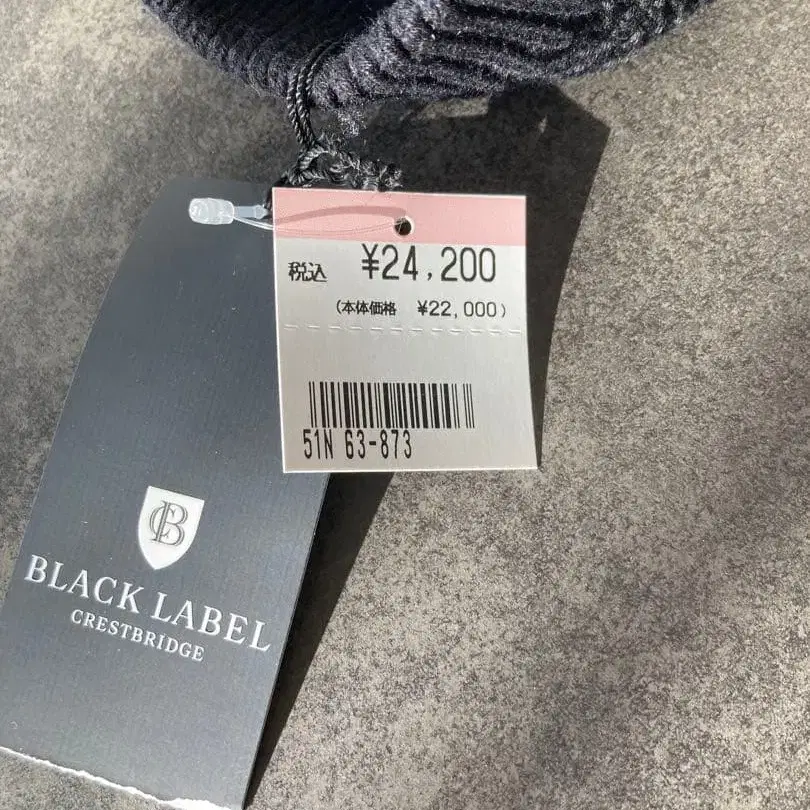 税込 ¥24,200
(本体価格 ¥22,000)
51N 63-873
CB
BLACK LABEL
CRESTBRIDGE